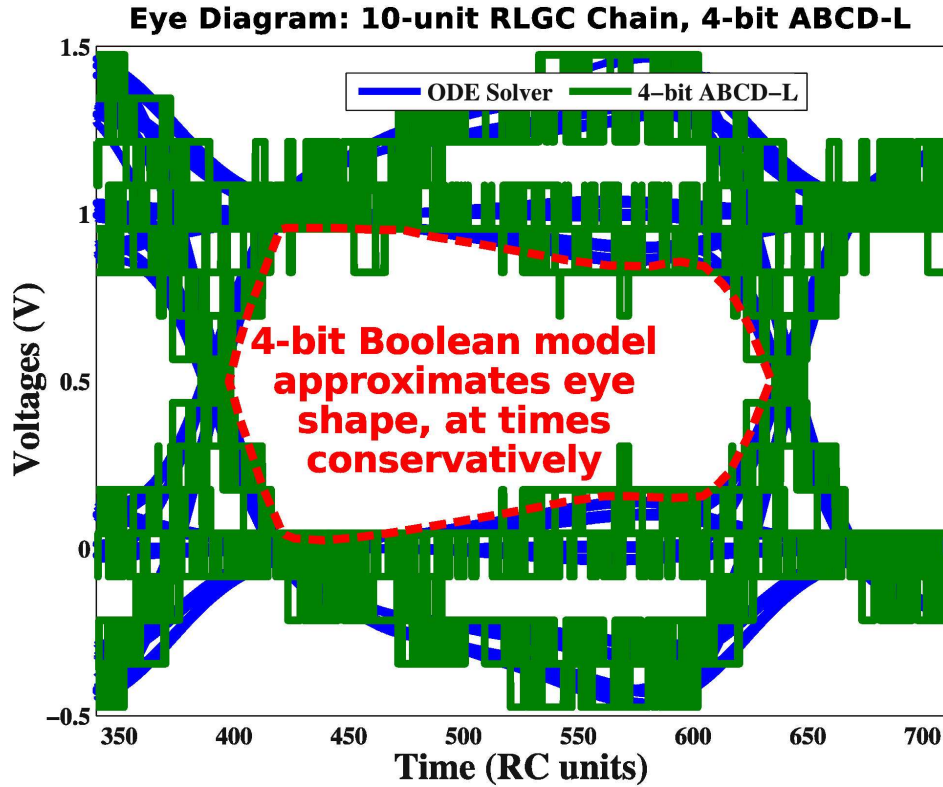 Eye Diagram: 10-unit RLGC Chain, 4-bit ABCD-L
1.5
ODE Solver
4-bit ABCD-L
1
4-bit Boolean model
approximates eye
shape, at times
conservatively
0.5
0
-0.5
Voltages (V)
350 400 450 500 550 600 650 700
Time (RC units)